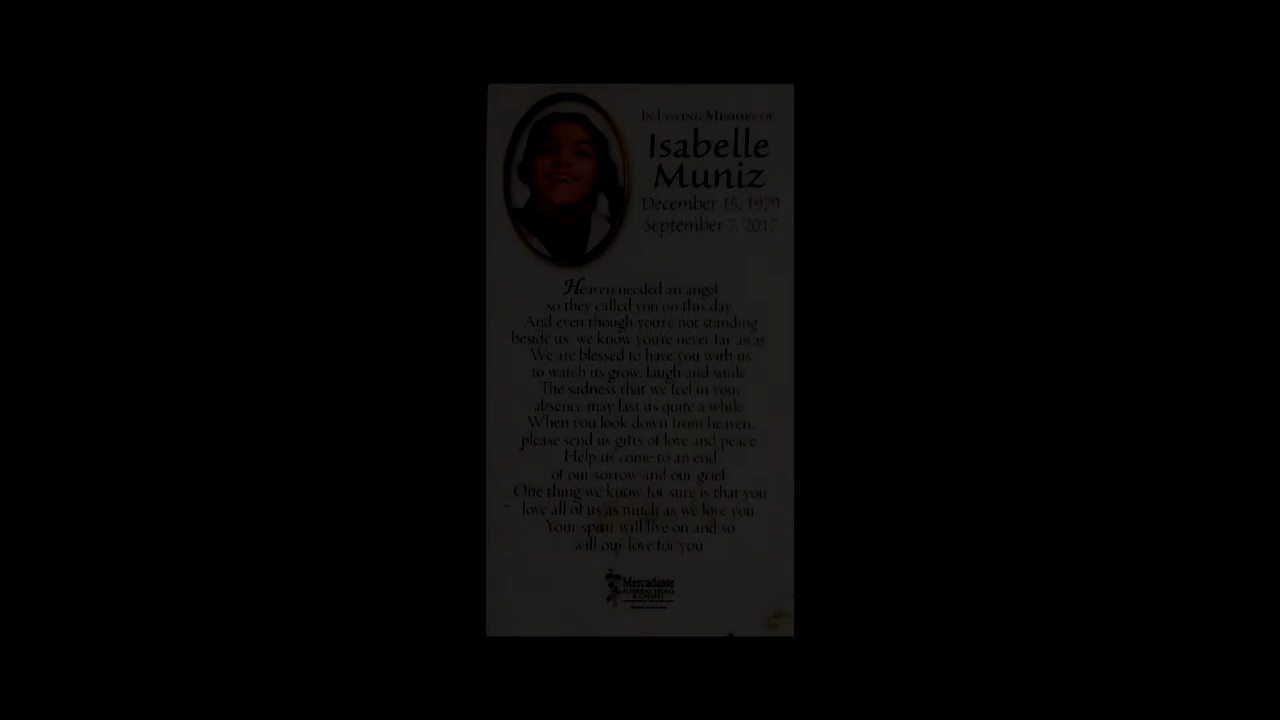 In Loving Memory of
Isabelle
Muniz
December 15, 1979
September 7, 2017
Heaven needed an angel
so they called you on this day.
And even though you're not standing
beside us, we know you're never far away
We are blessed to have you with us
to watch us grow, laugh and smile
The sadness that we feel in your
absence may last us quite a while
When you look down from heaven,
please send us gifts of love and peace
Help us come to an end
of our sorrow and our grief
One thing we know for sure is that you
love all of us as much as we love you
Your spirit will live on and so
will our love for you
Mercadante
FUNERAL HOME
& CHAPEL